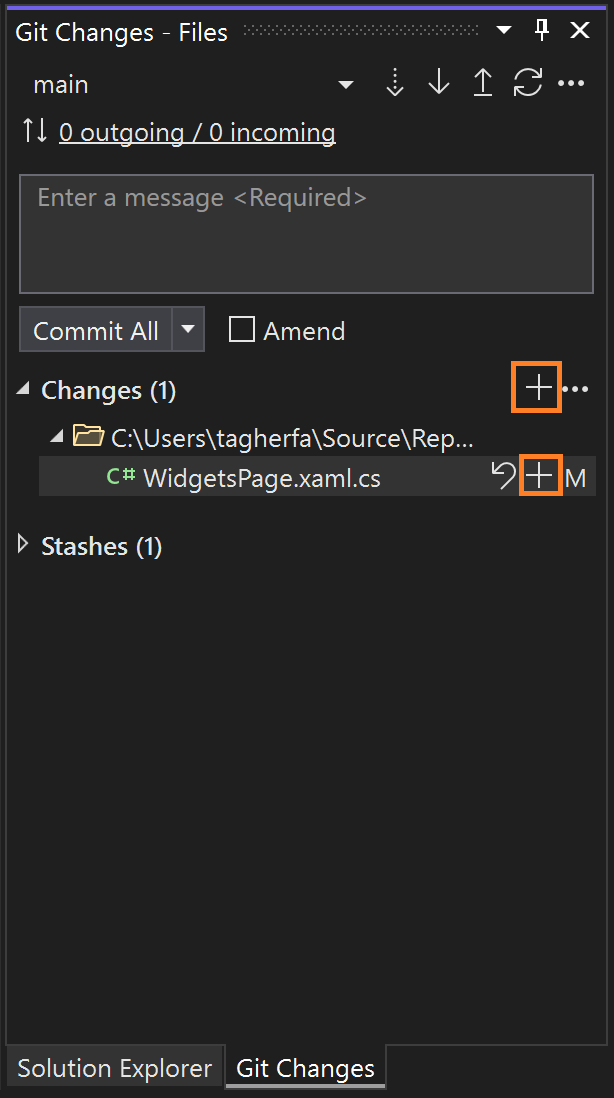 Git Changes - Files
main
0 outgoing / 0 incoming
Enter a message <Required>
Commit All
Amend
Changes (1)
C:\Users\tagherfa\Source\Rep...
C# WidgetsPage.xaml.cs M
Stashes (1)
Solution Explorer
Git Changes